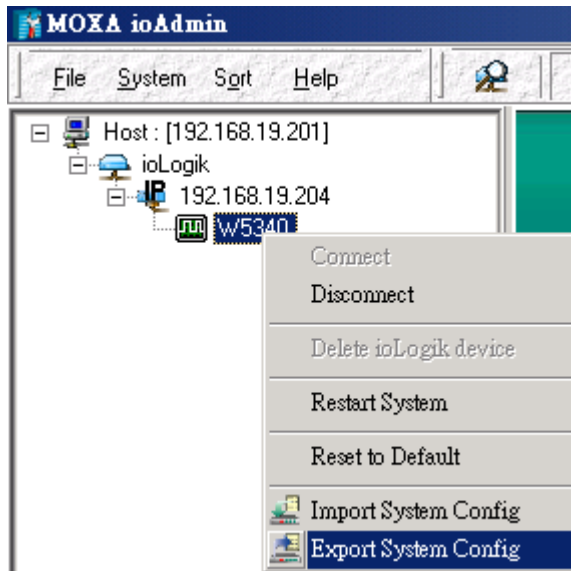 MOXA ioAdmin
File System Sort Help
Host : [192.168.19.201]
ioLogik
IP 192.168.19.204
W5340
Connect
Disconnect
Delete ioLogik device
Restart System
Reset to Default
Import System Config
Export System Config